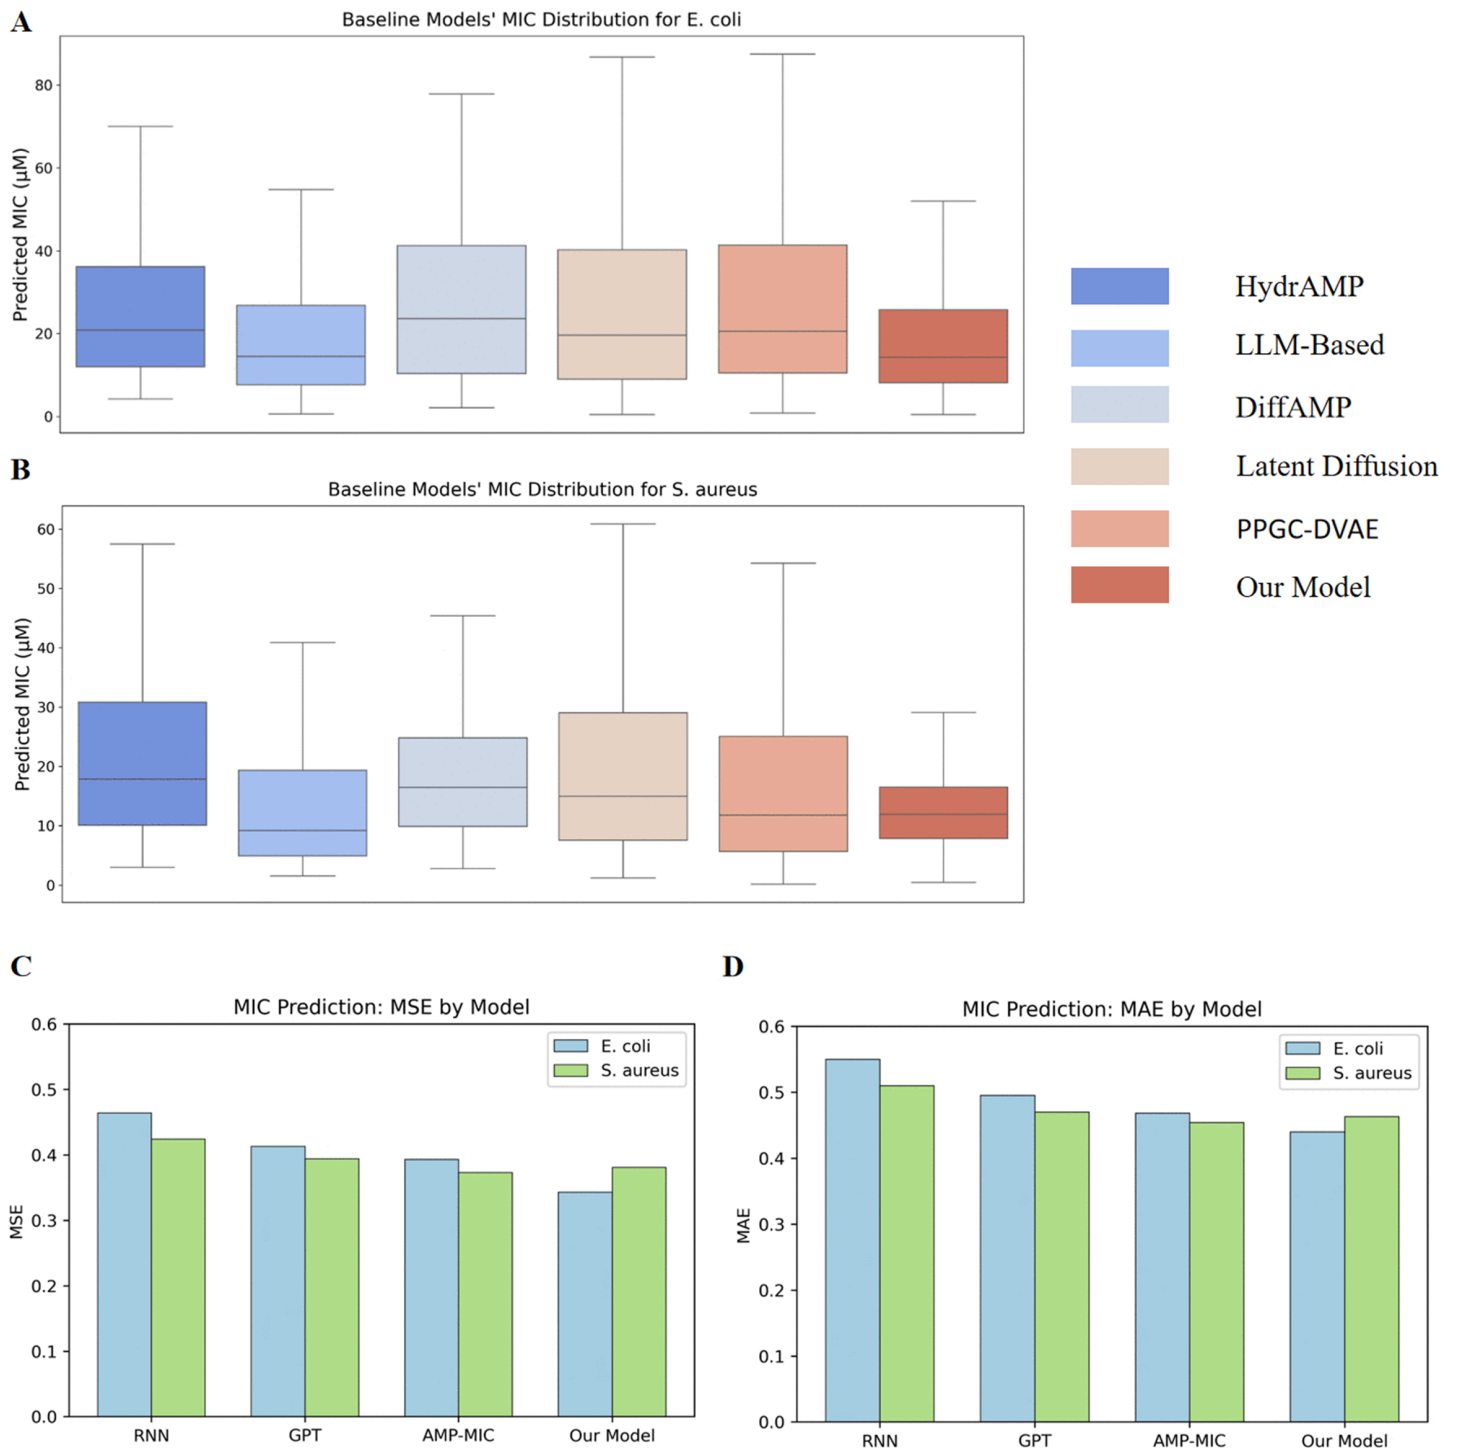 A
Baseline Models' MIC Distribution for E. coli
Predicted MIC (μM)
80
60
40
20
0
HydrAMP
LLM-Based
DiffAMP
Latent Diffusion
PPGC-DVAE
Our Model
B
Baseline Models' MIC Distribution for S. aureus
Predicted MIC (μM)
60
50
40
30
20
10
0
C
MIC Prediction: MSE by Model
MSE
0.6
0.5
0.4
0.3
0.2
0.1
0.0
E. coli
S. aureus
RNN
GPT
AMP-MIC
Our Model
D
MIC Prediction: MAE by Model
MAE
0.6
0.5
0.4
0.3
0.2
0.1
0.0
E. coli
S. aureus
RNN
GPT
AMP-MIC
Our Model